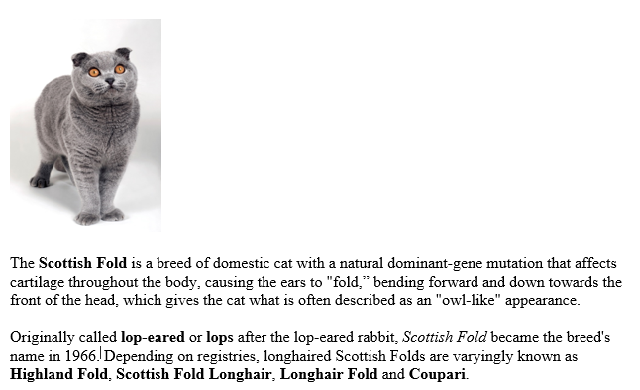 The Scottish Fold is a breed of domestic cat with a natural dominant-gene mutation that affects
cartilage throughout the body, causing the ears to "fold,” bending forward and down towards the
front of the head, which gives the cat what is often described as an "owl-like" appearance.
Originally called lop-eared or lops after the lop-eared rabbit, Scottish Fold became the breed's
name in 1966. Depending on registries, longhaired Scottish Folds are varyingly known as
Highland Fold, Scottish Fold Longhair, Longhair Fold and Coupari.